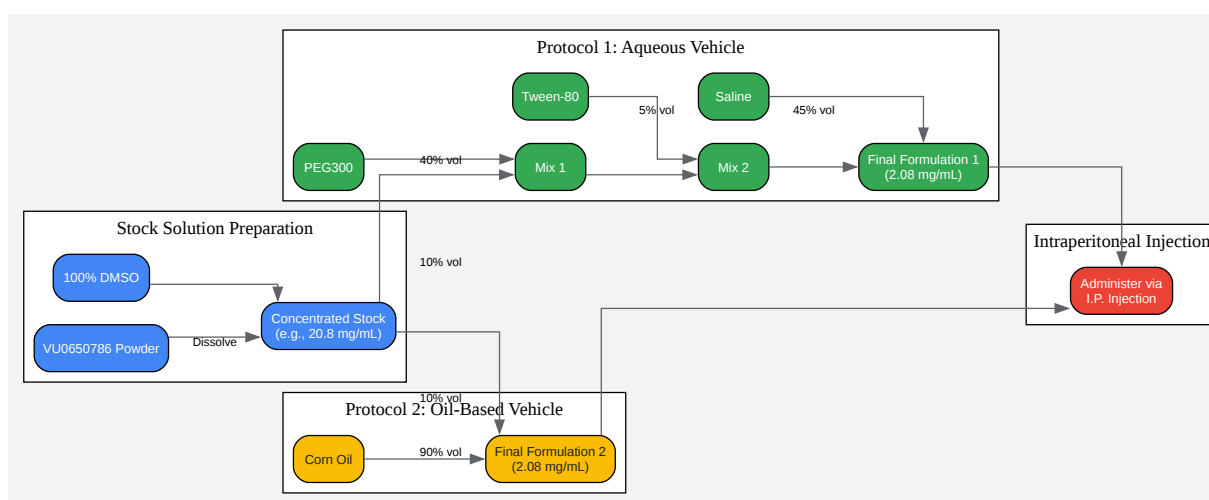 Protocol 1: Aqueous Vehicle
Tween-80
Saline
5% vol
45% vol
PEG300
40% vol
Mix 1
Mix 2
Final Formulation 1
(2.08 mg/mL)
Stock Solution Preparation
100% DMSO
10% vol
Concentrated Stock
(e.g., 20.8 mg/mL)
VU0650786 Powder
Dissolve
Intraperitoneal Injection
Administer via
I.P. Injection
10% vol
Protocol 2: Oil-Based Vehicle
Corn Oil
90% vol
Final Formulation 2
(2.08 mg/mL)